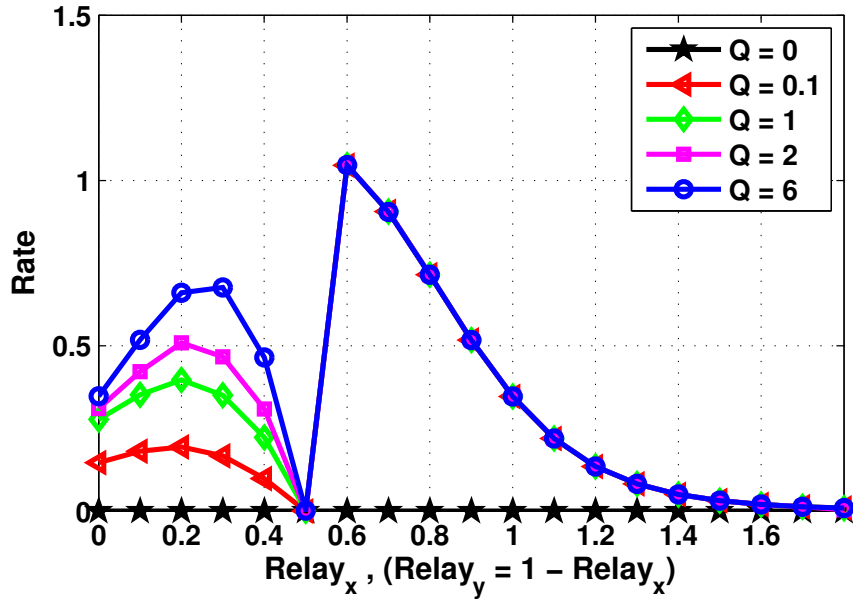 1.5
1
0.5
0
Rate
Q = 0
Q = 0.1
Q = 1
Q = 2
Q = 6
0 0.2 0.4 0.6 0.8 1 1.2 1.4 1.6
Relay_x , (Relay_y = 1 − Relay_x)